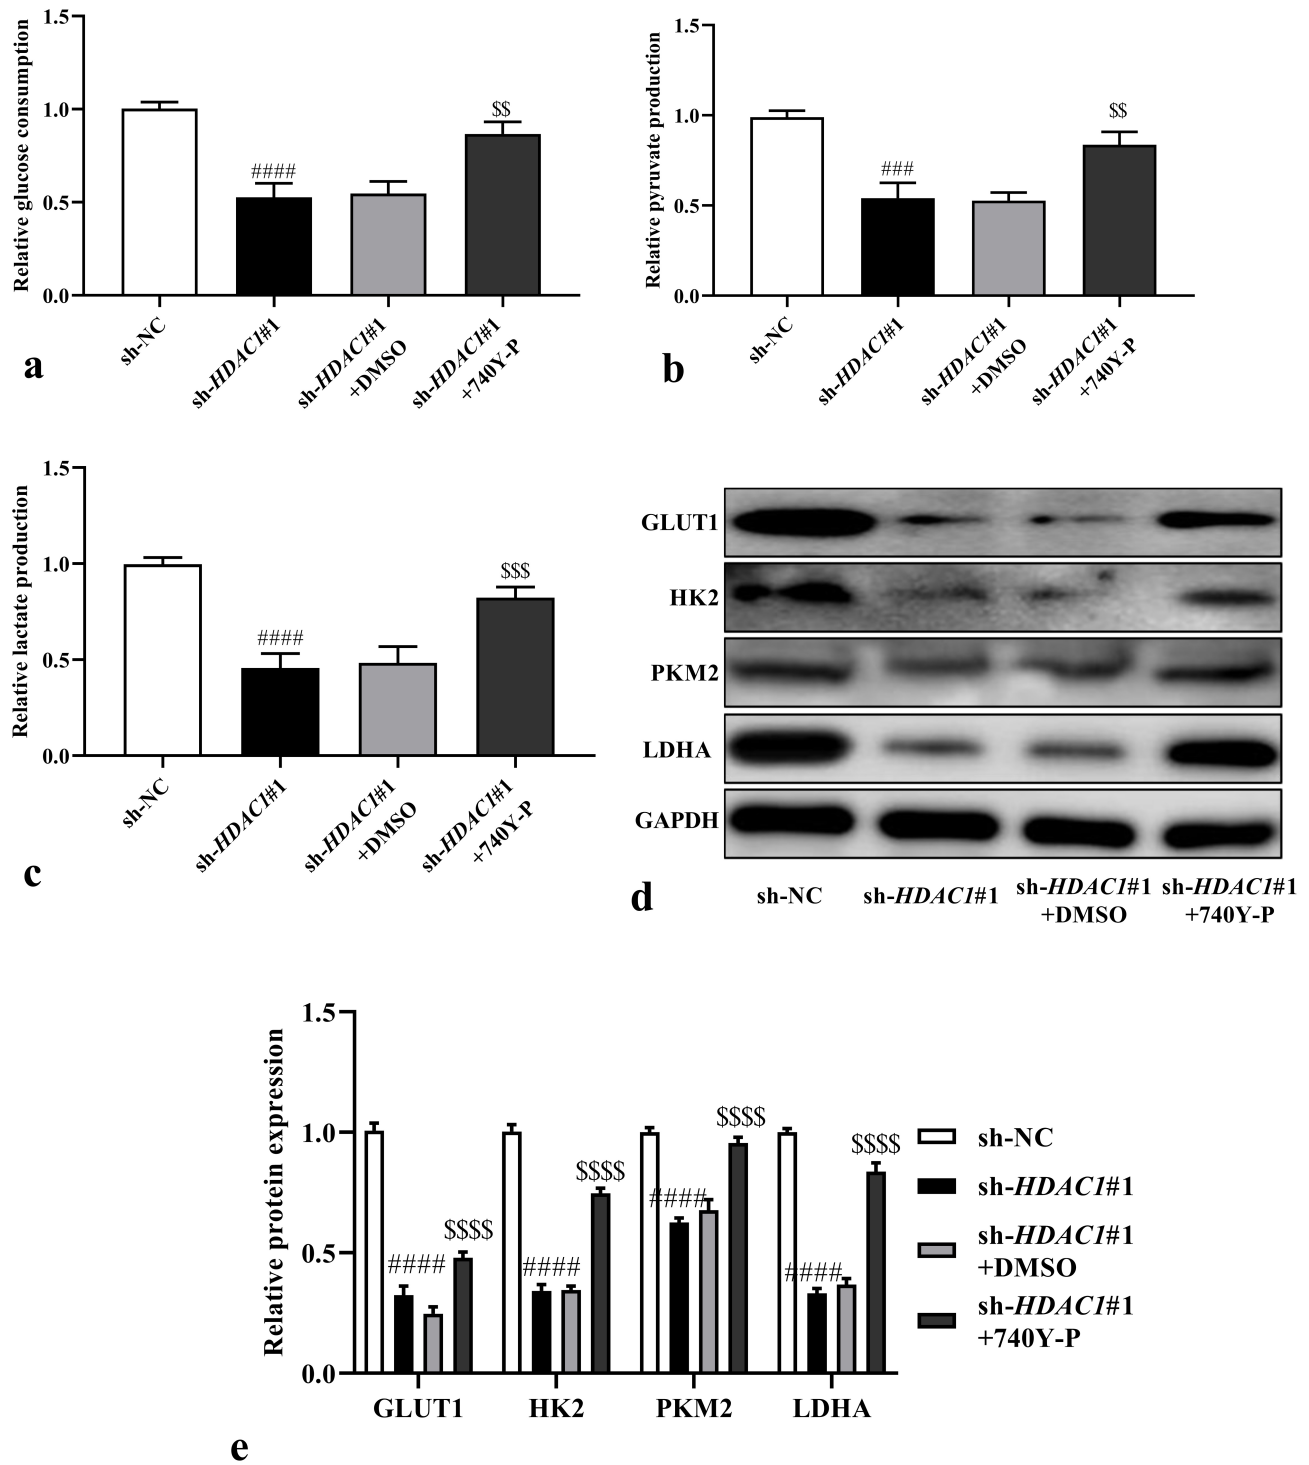 Relative glucose consumption
1.5
1.0
0.5
0.0
####
$$
sh-NC
sh-HDAC1#1
sh-HDAC1#1
+DMSO
sh-HDAC1#1
+740Y-P
a
Relative pyruvate production
1.5
1.0
0.5
0.0
###
$$
sh-NC
sh-HDAC1#1
sh-HDAC1#1
+DMSO
sh-HDAC1#1
+740Y-P
b
Relative lactate production
1.5
1.0
0.5
0.0
####
$$$
sh-NC
sh-HDAC1#1
sh-HDAC1#1
+DMSO
sh-HDAC1#1
+740Y-P
c
GLUT1
HK2
PKM2
LDHA
GAPDH
sh-NC
sh-HDAC1#1
sh-HDAC1#1
+DMSO
sh-HDAC1#1
+740Y-P
d
Relative protein expression
1.5
1.0
0.5
0.0
####
$$$$
####
$$$$
####
$$$$
####
$$$$
GLUT1
HK2
PKM2
LDHA
sh-NC
sh-HDAC1#1
sh-HDAC1#1
+DMSO
sh-HDAC1#1
+740Y-P
e